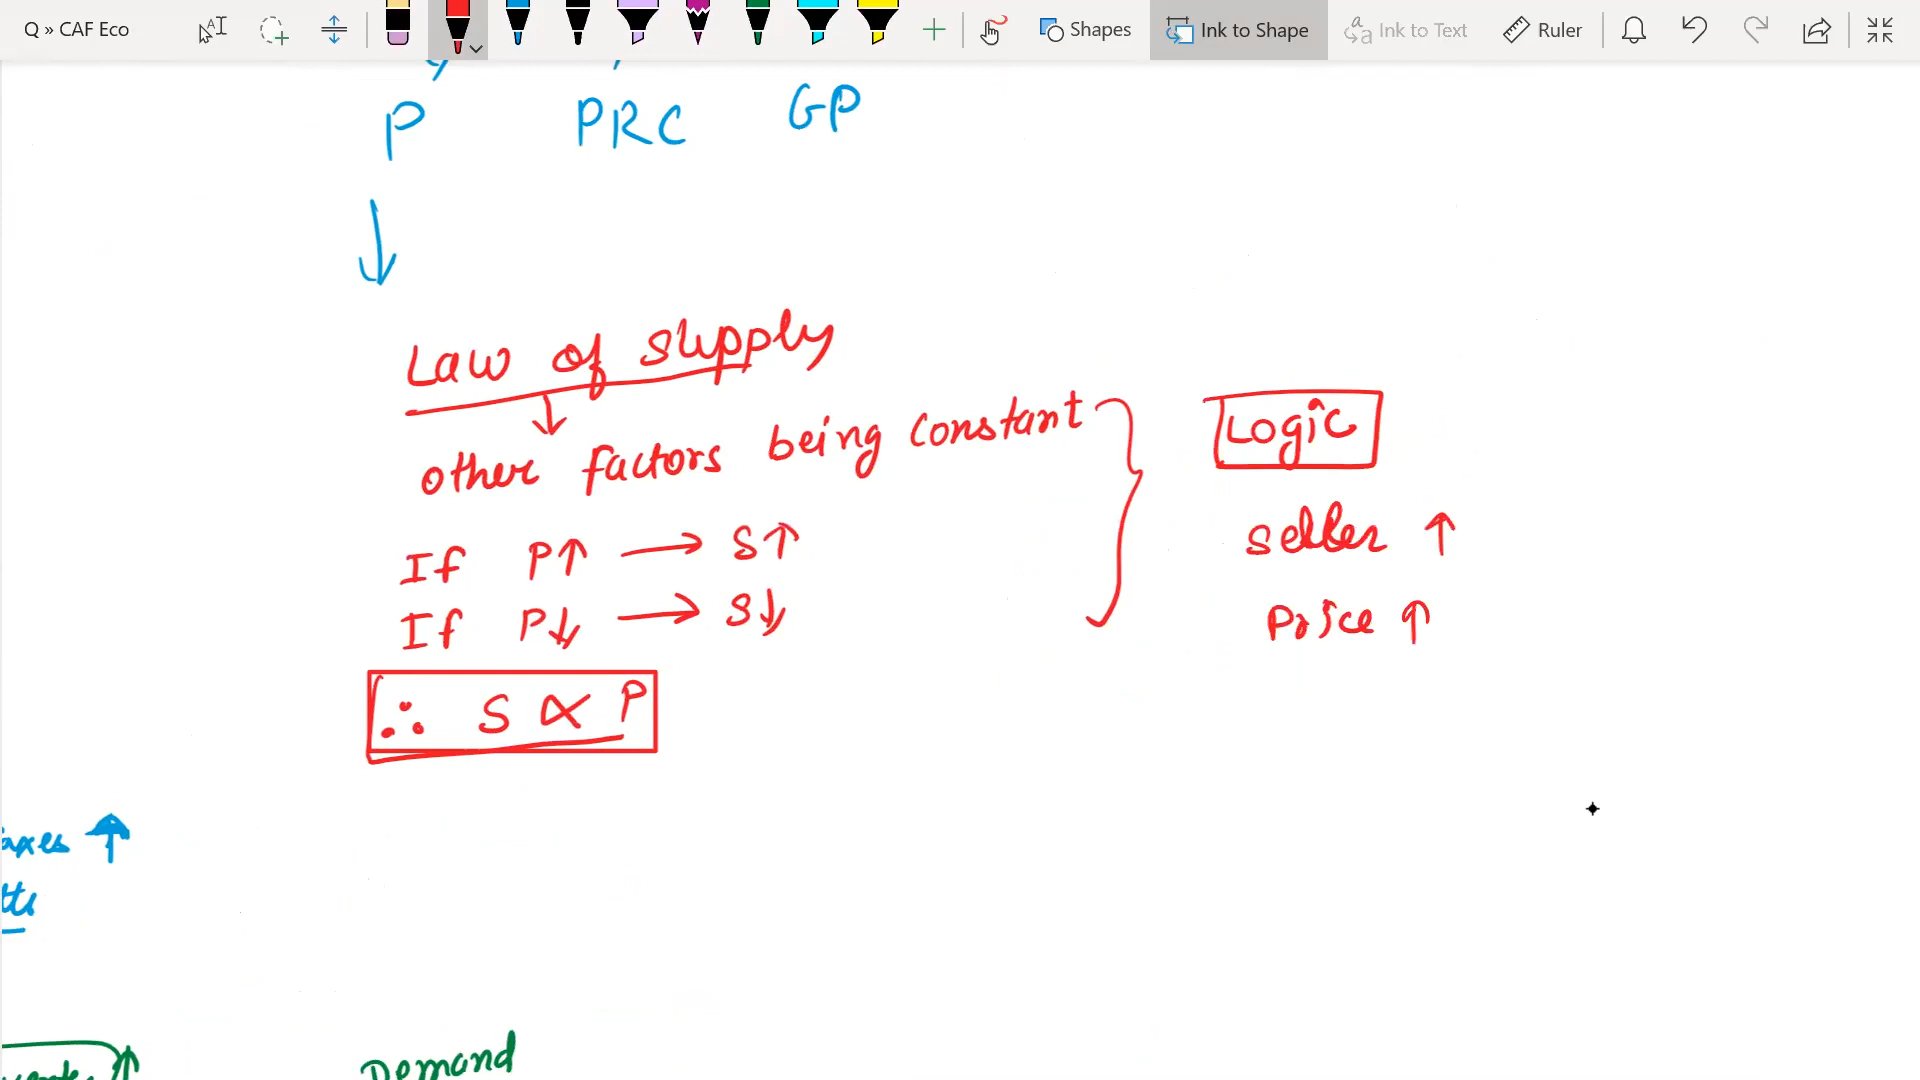 Q » CAF Eco
Shapes
Ink to Shape
Ink to Text
Ruler
P PRC GP
Law of supply
other factors being constant
If P↑ → S↑
If P↓ → S↓
∴ S ∝ P
Logic
seller ↑
Price ↑
axes ↑
Demand